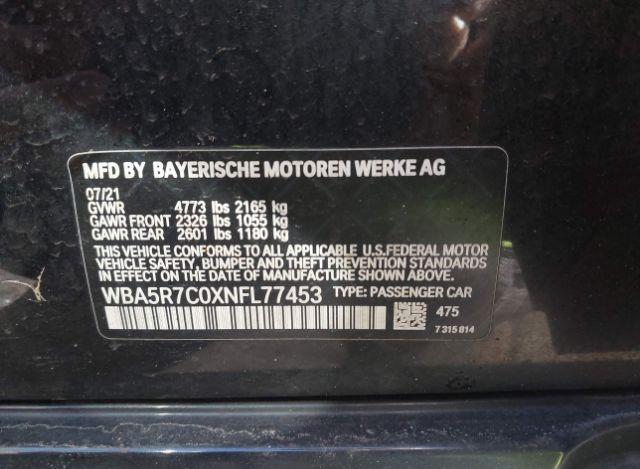 MFD BY BAYERISCHE MOTOREN WERKE AG
07/21
GVWR 4773 lbs 2165 kg
GAWR FRONT 2326 lbs 1055 kg
GAWR REAR 2601 lbs 1180 kg
THIS VEHICLE CONFORMS TO ALL APPLICABLE U.S.FEDERAL MOTOR
VEHICLE SAFETY, BUMPER AND THEFT PREVENTION STANDARDS
IN EFFECT ON THE DATE OF MANUFACTURE SHOWN ABOVE.
WBA5R7C0XNFL77453 TYPE: PASSENGER CAR
475
7 315 814